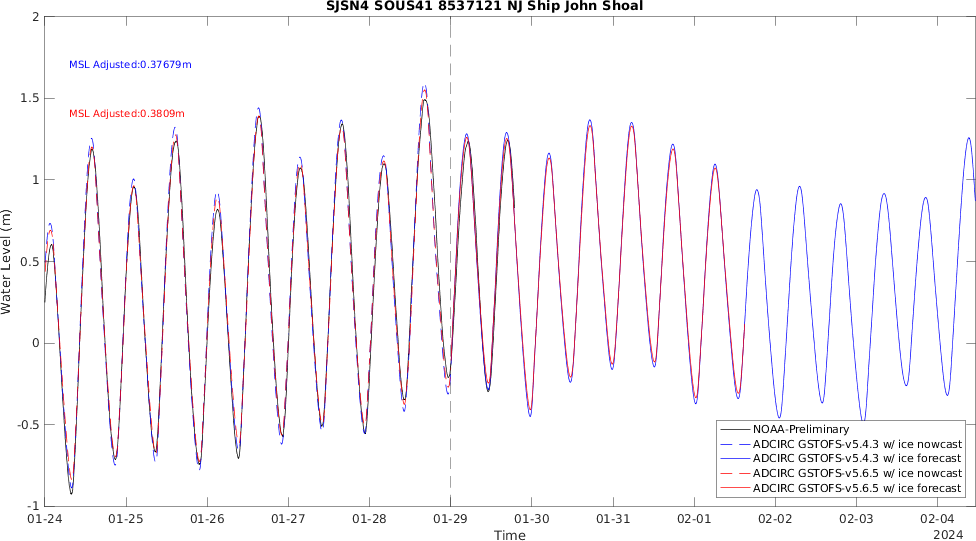 SJSN4 SOUS41 8537121 NJ Ship John Shoal
MSL Adjusted:0.37679m
MSL Adjusted:0.3809m
Water Level (m)
2
1.5
1
0.5
0
-0.5
-1
NOAA-Preliminary
ADCIRC GSTOFS-v5.4.3 w/ ice nowcast
ADCIRC GSTOFS-v5.4.3 w/ ice forecast
ADCIRC GSTOFS-v5.6.5 w/ ice nowcast
ADCIRC GSTOFS-v5.6.5 w/ ice forecast
01-24 01-25 01-26 01-27 01-28 01-29 01-30 01-31 02-01 02-02 02-03 02-04
Time
2024